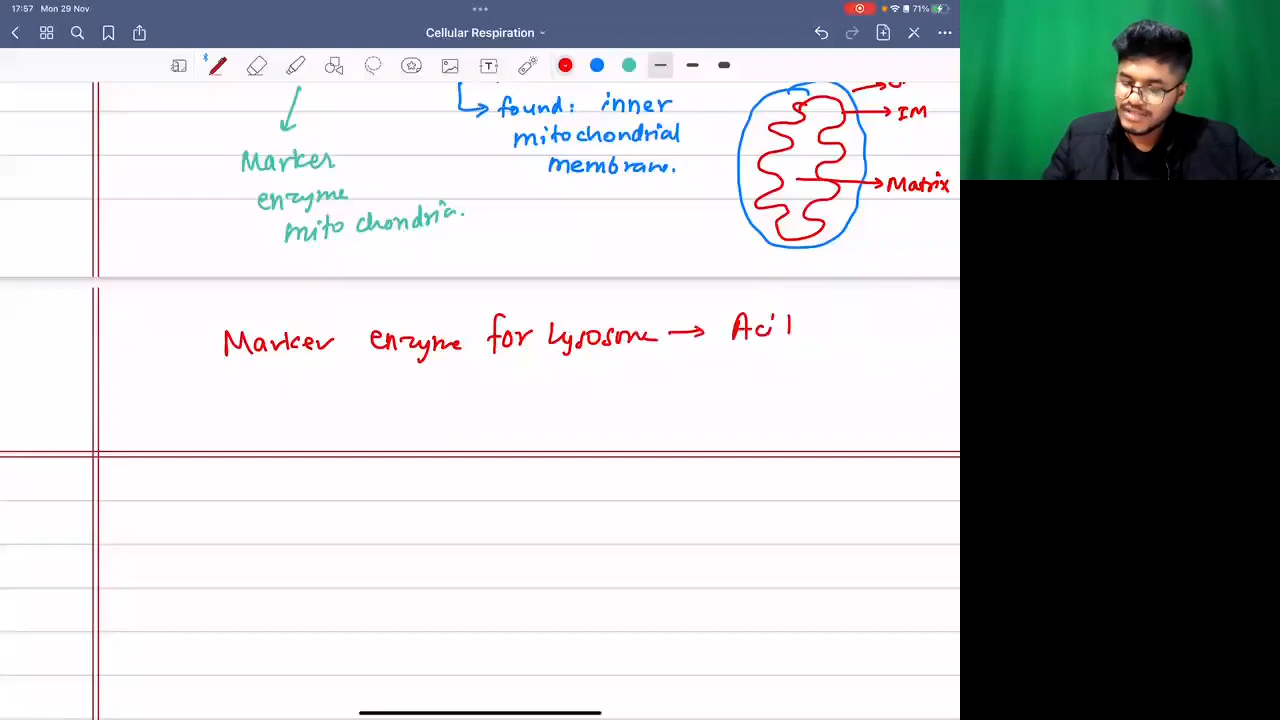 17:57 Mon 29 Nov
71%
Cellular Respiration
found: inner
mitochondrial
membrane.
IM
Matrix
Marker
enzyme
mitochondria.
Marker enzyme for Lysosome → Aci